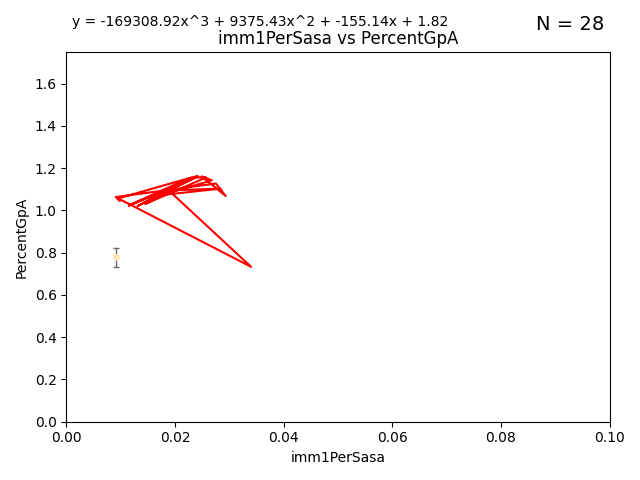 y = -169308.92x^3 + 9375.43x^2 + -155.14x + 1.82
N = 28
imm1PerSasa vs PercentGpA
1.6
1.4
1.2
1.0
0.8
0.6
0.4
0.2
0.0
PercentGpA
0.00 0.02 0.04 0.06 0.08 0.10
imm1PerSasa